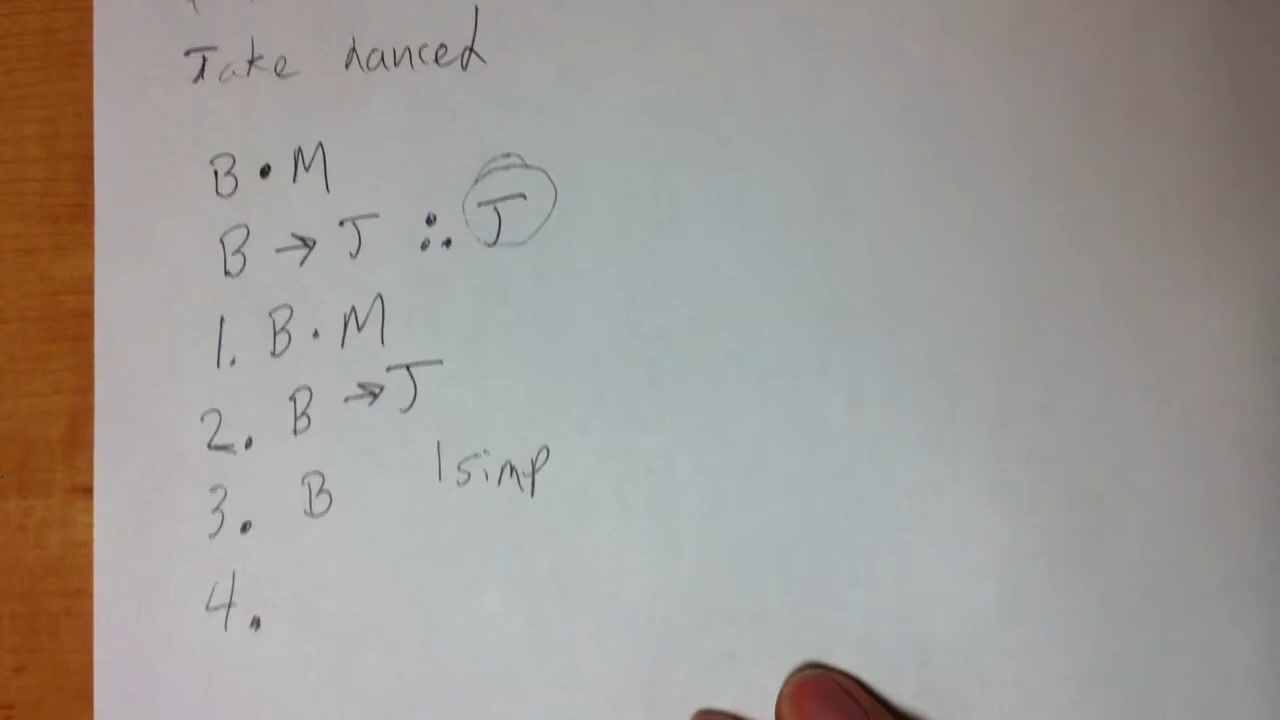 Jake danced
B • M
B → J ∴ J
1. B • M
2. B → J
3. B 1 simp
4.